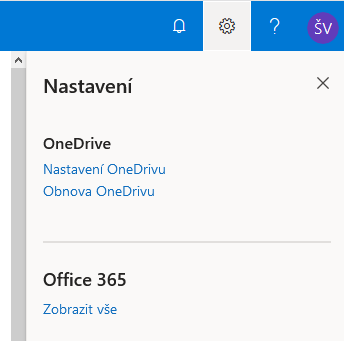 ŠV
Nastavení
OneDrive
Nastavení OneDrivu
Obnova OneDrivu
Office 365
Zobrazit vše